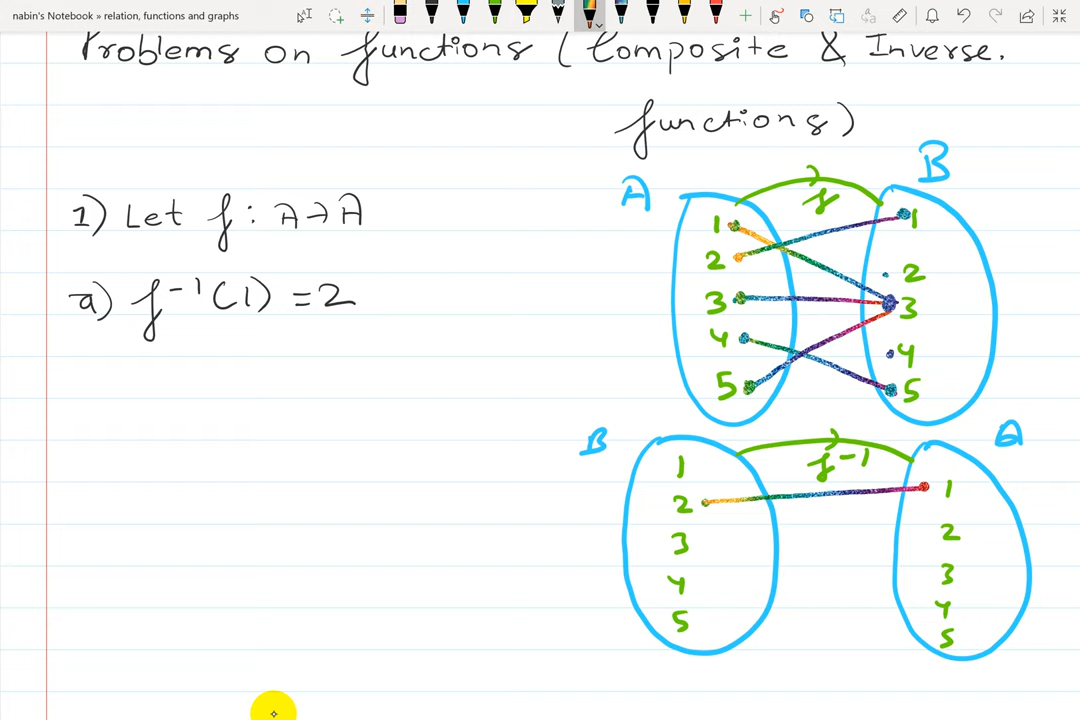 nabin's Notebook » relation, functions and graphs
Problems on functions (Composite & Inverse.
functions)
A B
f
1) Let f : A→A
a) f⁻¹(1) = 2
1 1
2 2
3 3
4 4
5 5
B A
f⁻¹
1 1
2 2
3 3
4 4
5 5